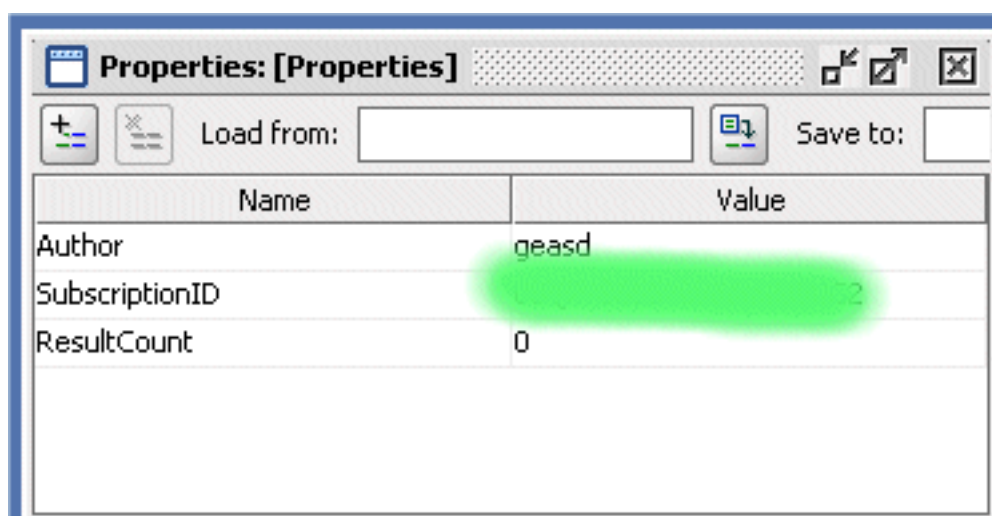 Properties: [Properties]
Load from: Save to:
Name Value
Author geasd
SubscriptionID
ResultCount 0